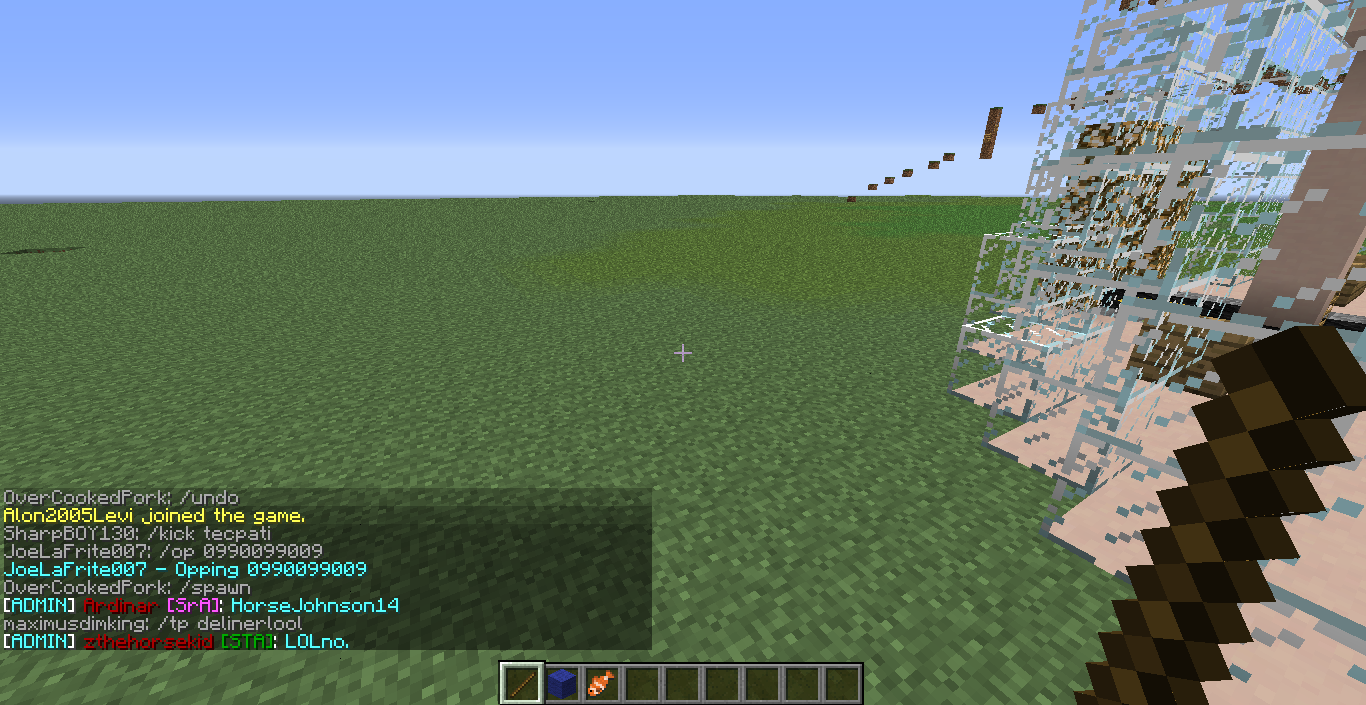 OverCookedPork: /undo
Alon2005Levi joined the game.
SharpBOY130: /kick tecpati
JoeLaFrite007: /op 0990099009
JoeLaFrite007 - Opping 0990099009
OverCookedPork: /spawn
[ADMIN] Ardinar [SrA]: HorseJohnson14
maximusdimking: /tp delinerlool
[ADMIN] zthehorsekid [STA]: LOLno.